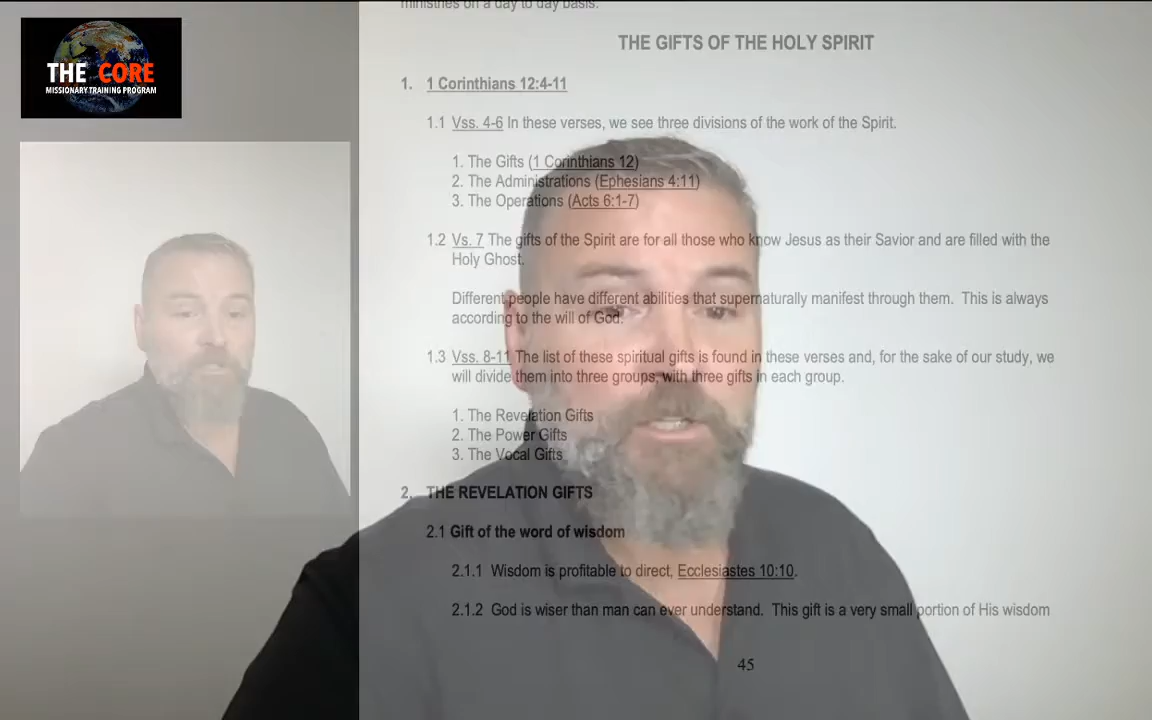 THE CORE
MISSIONARY TRAINING PROGRAM
ministries on a day to day basis.
THE GIFTS OF THE HOLY SPIRIT
1. 1 Corinthians 12:4-11
1.1 Vss. 4-6 In these verses, we see three divisions of the work of the Spirit.
1. The Gifts (1 Corinthians 12)
2. The Administrations (Ephesians 4:11)
3. The Operations (Acts 6:1-7)
1.2 Vs. 7 The gifts of the Spirit are for all those who know Jesus as their Savior and are filled with the
Holy Ghost.
Different people have different abilities that supernaturally manifest through them. This is always
according to the will of God.
1.3 Vss. 8-11 The list of these spiritual gifts is found in these verses and, for the sake of our study, we
will divide them into three groups, with three gifts in each group.
1. The Revelation Gifts
2. The Power Gifts
3. The Vocal Gifts
2. THE REVELATION GIFTS
2.1 Gift of the word of wisdom
2.1.1 Wisdom is profitable to direct, Ecclesiastes 10:10.
2.1.2 God is wiser than man can ever understand. This gift is a very small portion of His wisdom
45